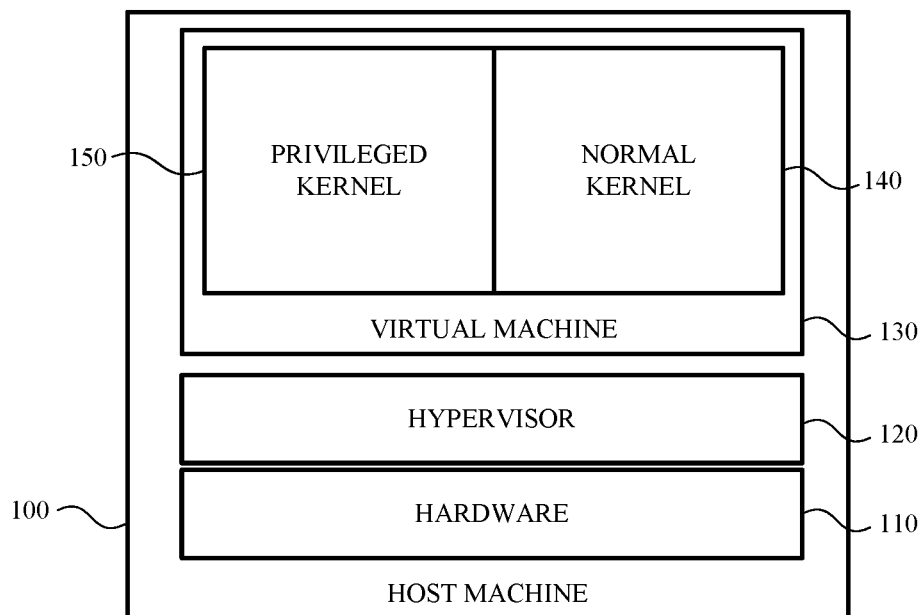 150
PRIVILEGED
KERNEL
NORMAL
KERNEL
140
VIRTUAL MACHINE
130
HYPERVISOR
120
100
HARDWARE
110
HOST MACHINE